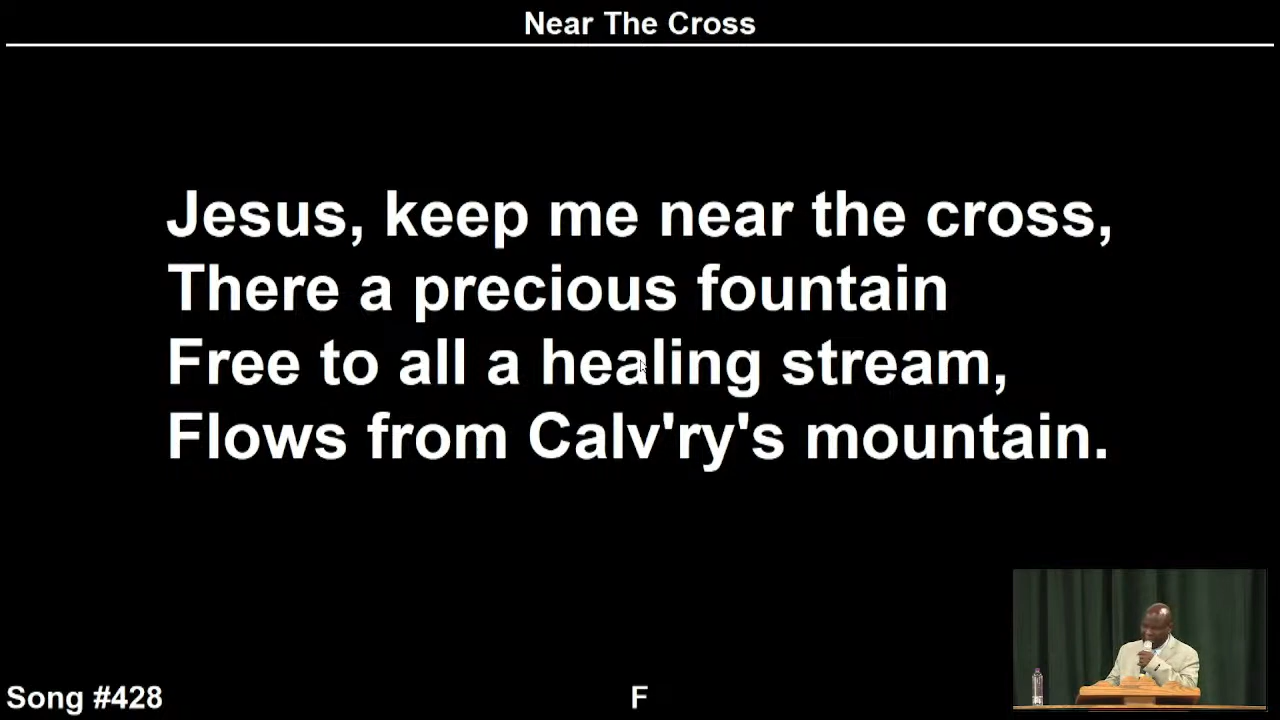 Near The Cross
Jesus, keep me near the cross,
There a precious fountain
Free to all a healing stream,
Flows from Calv'ry's mountain.
Song #428
F